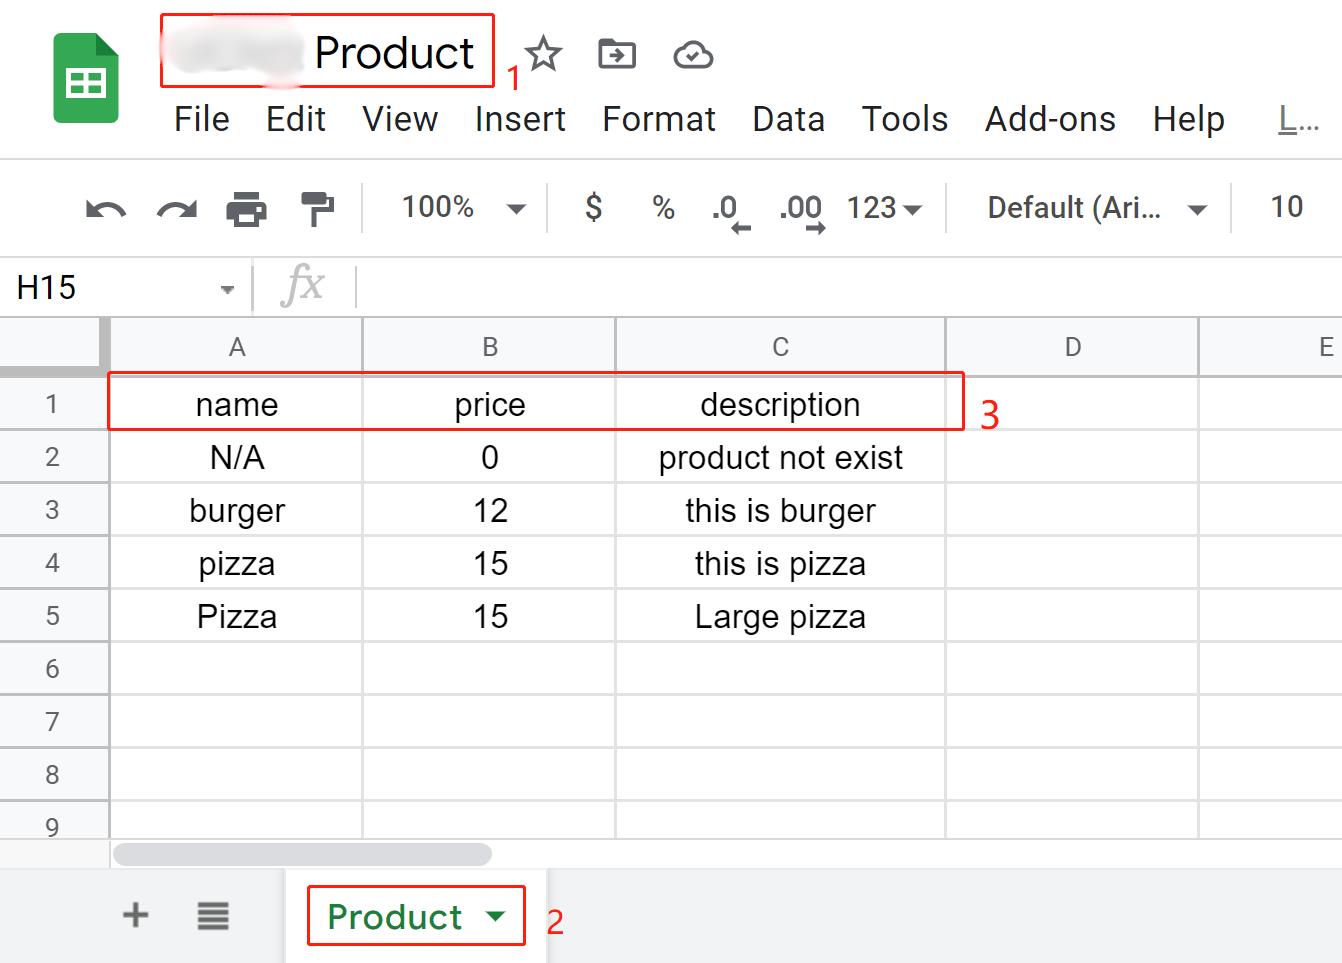 Product
1
File Edit View Insert Format Data Tools Add-ons Help L...
100% $ % .0 .00 123 Default (Ari... 10
H15 fx
A B C D E
1 name price description 3
2 N/A 0 product not exist
3 burger 12 this is burger
4 pizza 15 this is pizza
5 Pizza 15 Large pizza
6
7
8
9
+ Product 2